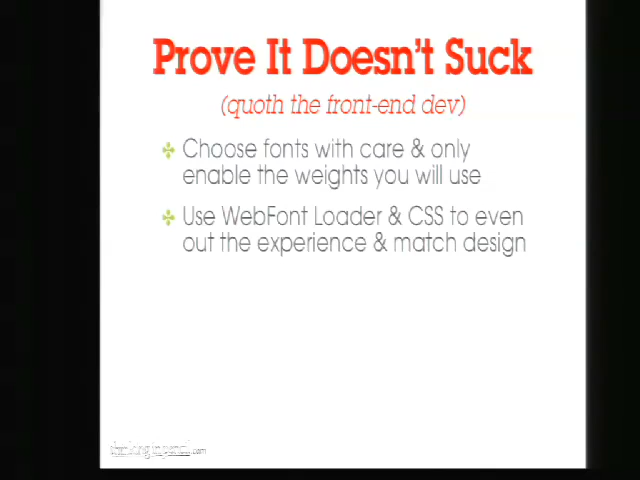 Prove It Doesn't Suck
(quoth the front-end dev)
Choose fonts with care & only
enable the weights you will use
Use WebFont Loader & CSS to even
out the experience & match design